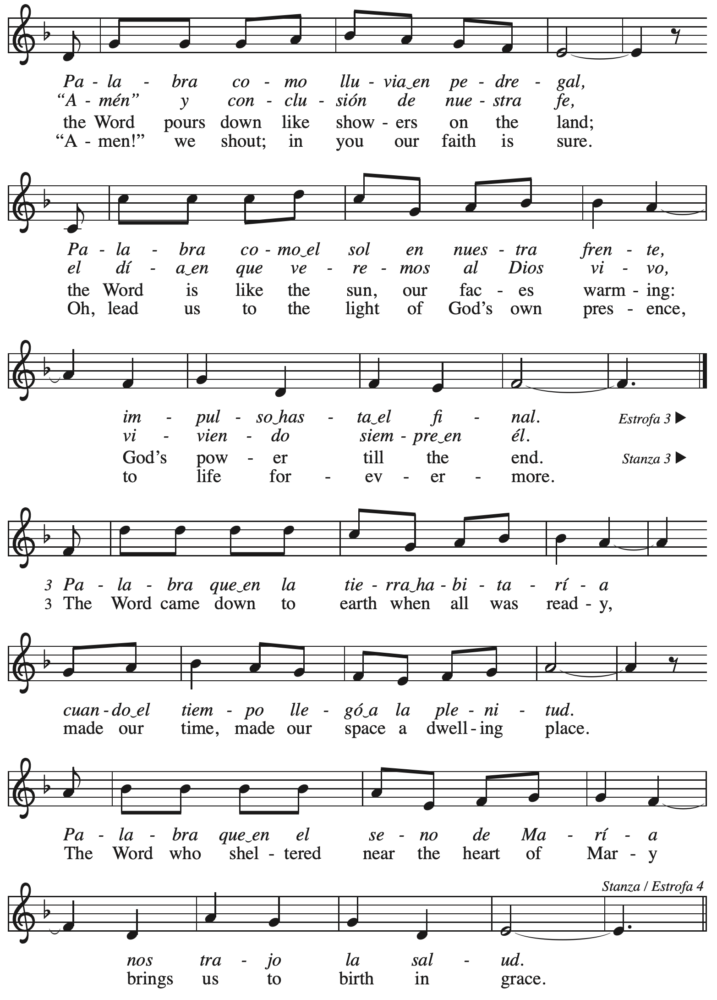 Pa - la - bra co - mo llu - via‿en pe - dre - gal,
“A - mén” y con - clu - sión de nue - stra fe,
the Word pours down like show - ers on the land;
“A - men!” we shout; in you our faith is sure.
Pa - la - bra co - mo‿el sol en nues - tra fren - te,
el dí - a‿en que ve - re - mos al Dios vi - vo,
the Word is like the sun, our fac - es warm - ing:
Oh, lead us to the light of God’s own pres - ence,
im - pul - so‿has - ta‿el fi - nal. Estrofa 3 ▶
vi - vien - do siem - pre‿en él.
God’s pow - er till the end. Stanza 3 ▶
to life for - ev - er - more.
3 Pa - la - bra que‿en la tie - rra‿ha - bi - ta - rí - a
3 The Word came down to earth when all was read - y,
cuan - do‿el tiem - po lle - gó‿a la ple - ni - tud.
made our time, made our space a dwell - ing place.
Pa - la - bra que‿en el se - no de Ma - rí - a
The Word who shel - tered near the heart of Mar - y
Stanza / Estrofa 4
nos tra - jo la sal - ud.
brings us to birth in grace.